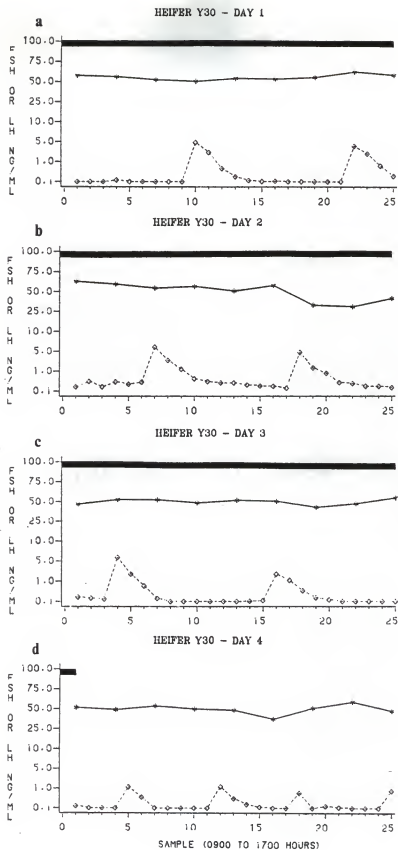 HEIFER Y30 - DAY 1
a
FSH OR LH NG/ML
100.0
75.0
50.0
25.0
10.0
5.0
1.0
0.1
0 5 10 15 20 25
HEIFER Y30 - DAY 2
b
FSH OR LH NG/ML
100.0
75.0
50.0
25.0
10.0
5.0
1.0
0.1
0 5 10 15 20 25
HEIFER Y30 - DAY 3
c
FSH OR LH NG/ML
100.0
75.0
50.0
25.0
10.0
5.0
1.0
0.1
0 5 10 15 20 25
HEIFER Y30 - DAY 4
d
FSH OR LH NG/ML
100.0
75.0
50.0
25.0
10.0
5.0
1.0
0.1
0 5 10 15 20 25
SAMPLE (0900 TO 1700 HOURS)